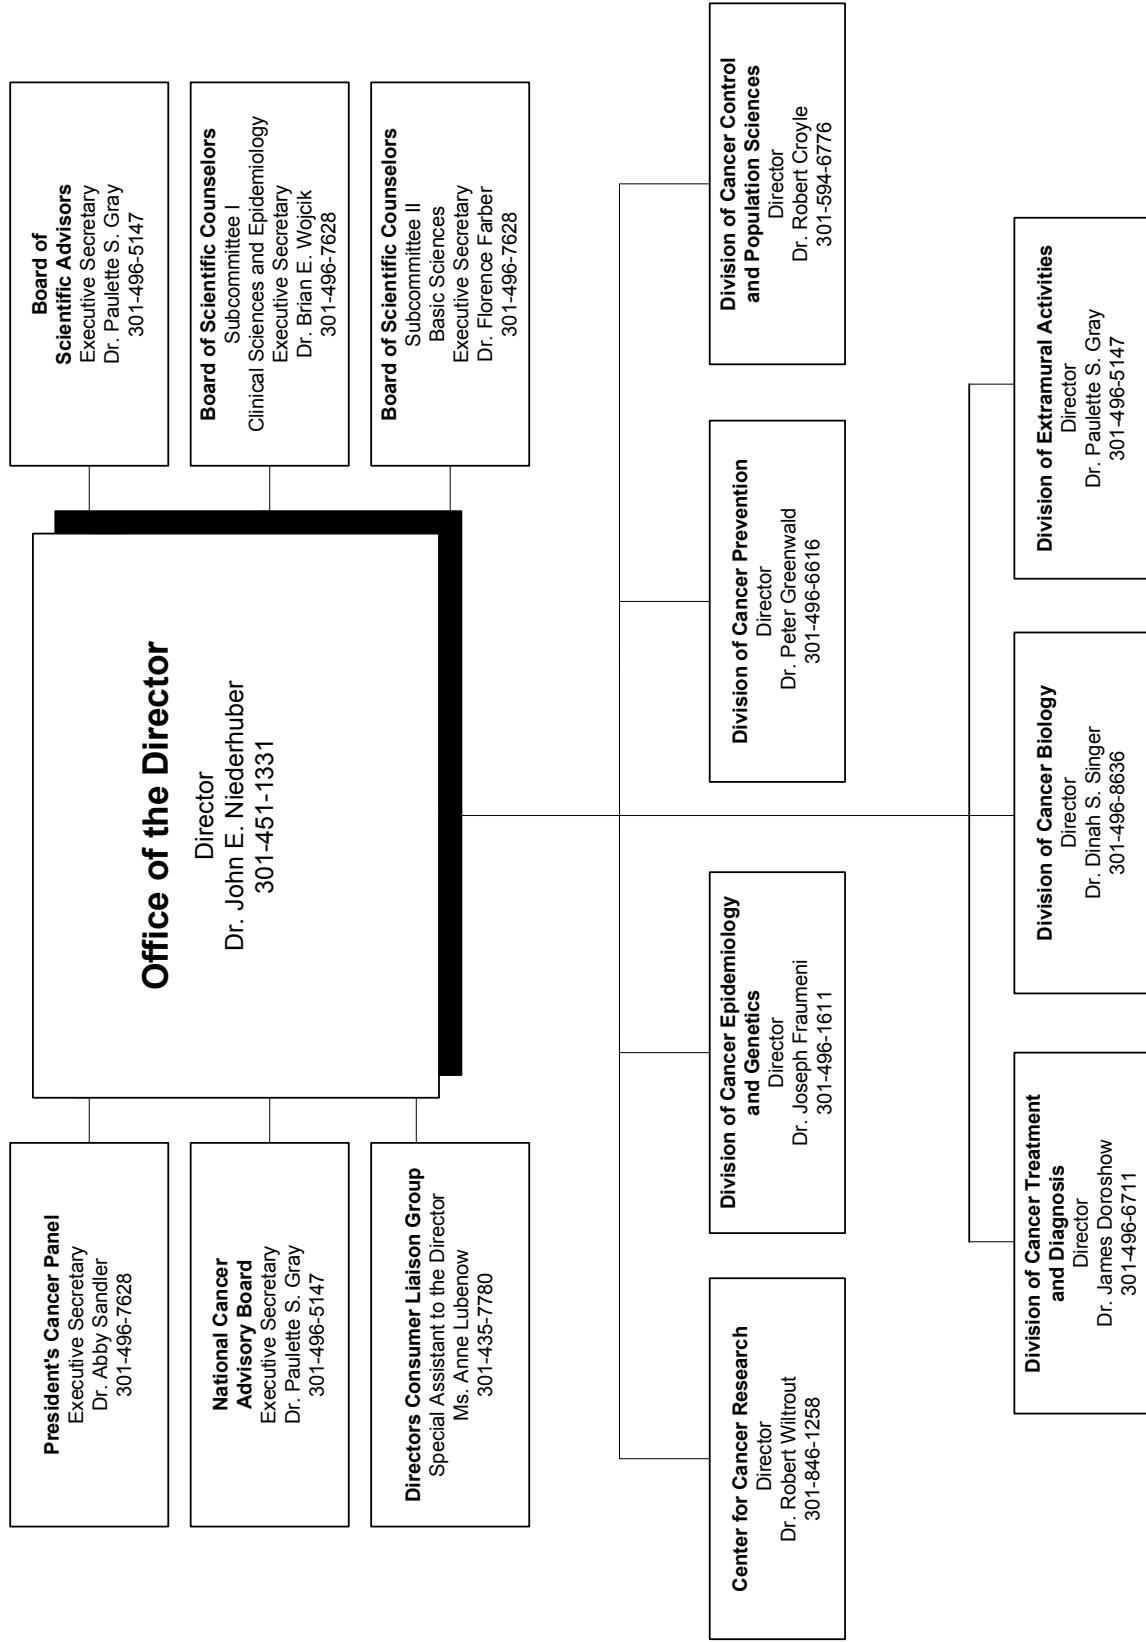 Office of the Director
Director
Dr. John E. Niederhuber
301-451-1331
President's Cancer Panel
Executive Secretary
Dr. Abby Sandler
301-496-7628
National Cancer
Advisory Board
Executive Secretary
Dr. Paulette S. Gray
301-496-5147
Directors Consumer Liaison Group
Special Assistant to the Director
Ms. Anne Lubenow
301-435-7780
Board of
Scientific Advisors
Executive Secretary
Dr. Paulette S. Gray
301-496-5147
Board of Scientific Counselors
Subcommittee I
Clinical Sciences and Epidemiology
Executive Secretary
Dr. Brian E. Wojcik
301-496-7628
Board of Scientific Counselors
Subcommittee II
Basic Sciences
Executive Secretary
Dr. Florence Farber
301-496-7628
Center for Cancer Research
Director
Dr. Robert Wiltrout
301-846-1258
Division of Cancer Epidemiology
and Genetics
Director
Dr. Joseph Fraumeni
301-496-1611
Division of Cancer Prevention
Director
Dr. Peter Greenwald
301-496-6616
Division of Cancer Control
and Population Sciences
Director
Dr. Robert Croyle
301-594-6776
Division of Cancer Treatment
and Diagnosis
Director
Dr. James Doroshow
301-496-6711
Division of Cancer Biology
Director
Dr. Dinah S. Singer
301-496-8636
Division of Extramural Activities
Director
Dr. Paulette S. Gray
301-496-5147